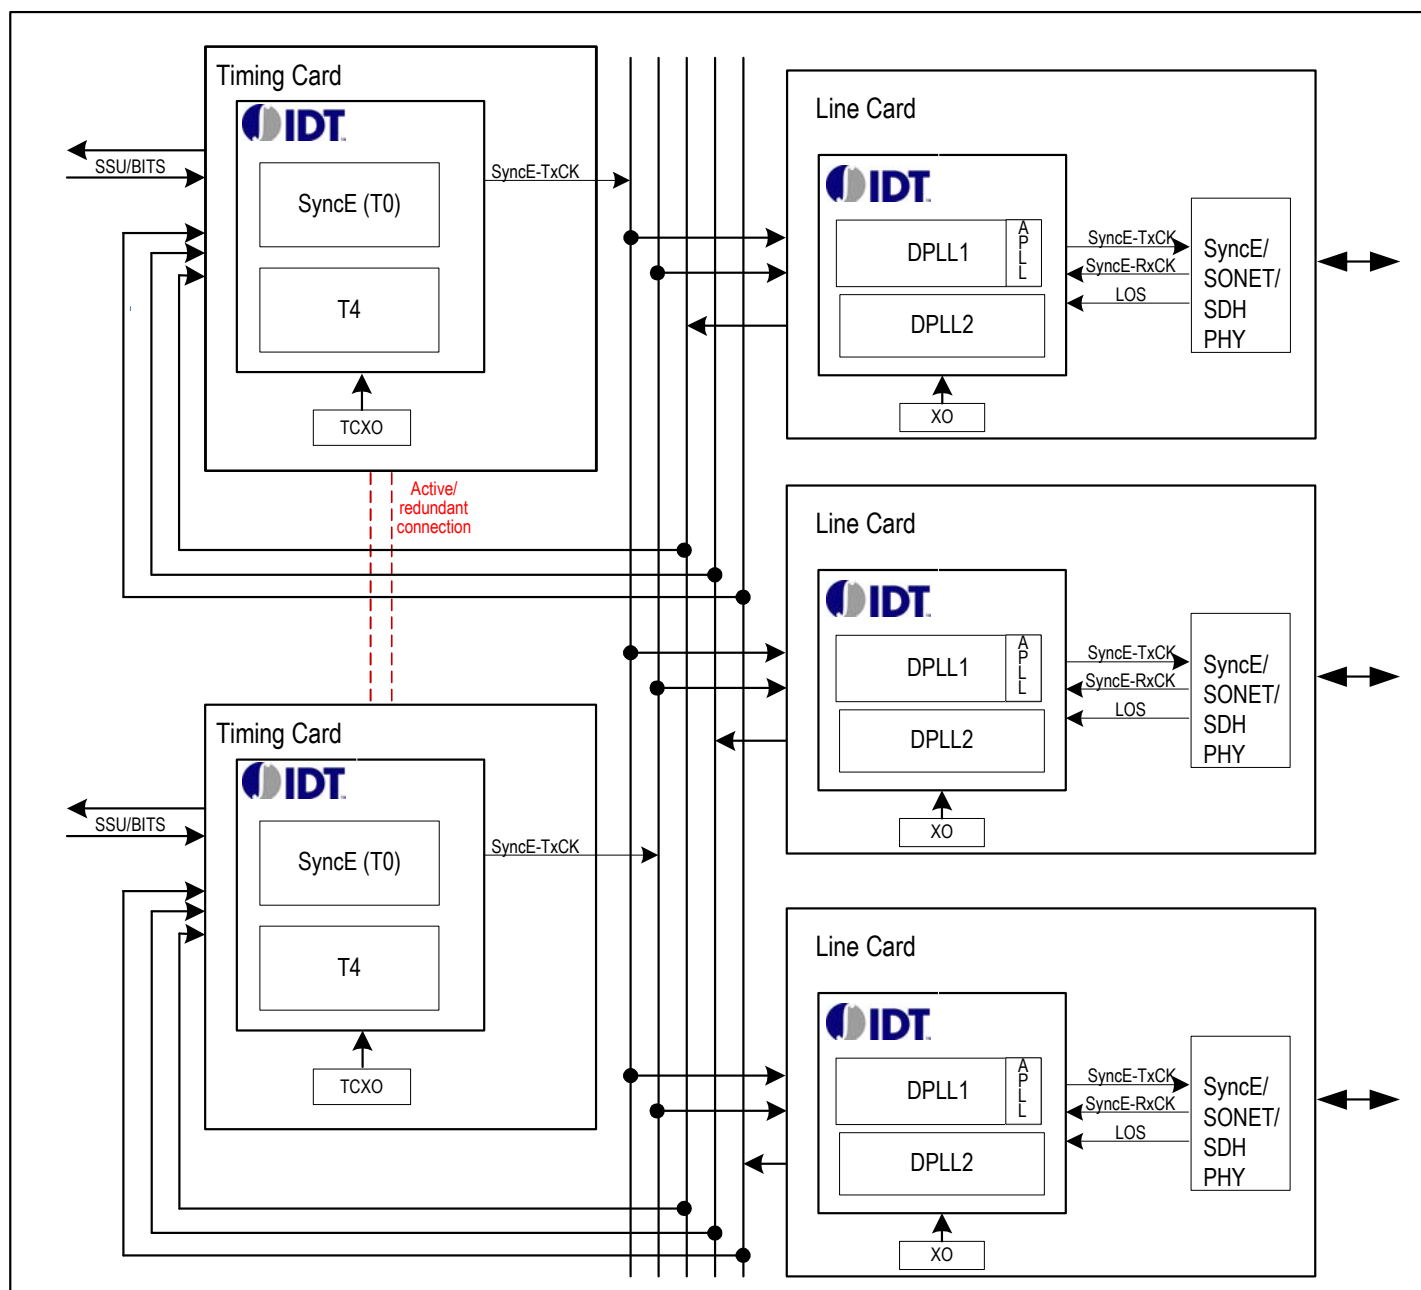 Timing Card
IDT
SSU/BITS
SyncE (T0)
SyncE-TxCK
T4
TCXO
Active/
redundant
connection
Timing Card
IDT
SSU/BITS
SyncE (T0)
SyncE-TxCK
T4
TCXO
Line Card
IDT
DPLL1
APLL
DPLL2
XO
SyncE-TxCK
SyncE-RxCK
LOS
SyncE/
SONET/
SDH
PHY
Line Card
IDT
DPLL1
APLL
DPLL2
XO
SyncE-TxCK
SyncE-RxCK
LOS
SyncE/
SONET/
SDH
PHY
Line Card
IDT
DPLL1
APLL
DPLL2
XO
SyncE-TxCK
SyncE-RxCK
LOS
SyncE/
SONET/
SDH
PHY